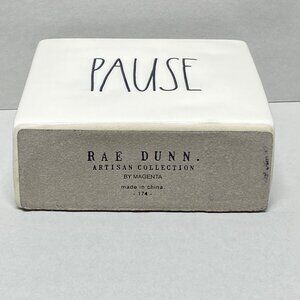 PAUSE
RAE DUNN.
ARTISAN COLLECTION
BY MAGENTA
made in china.
- 174 -